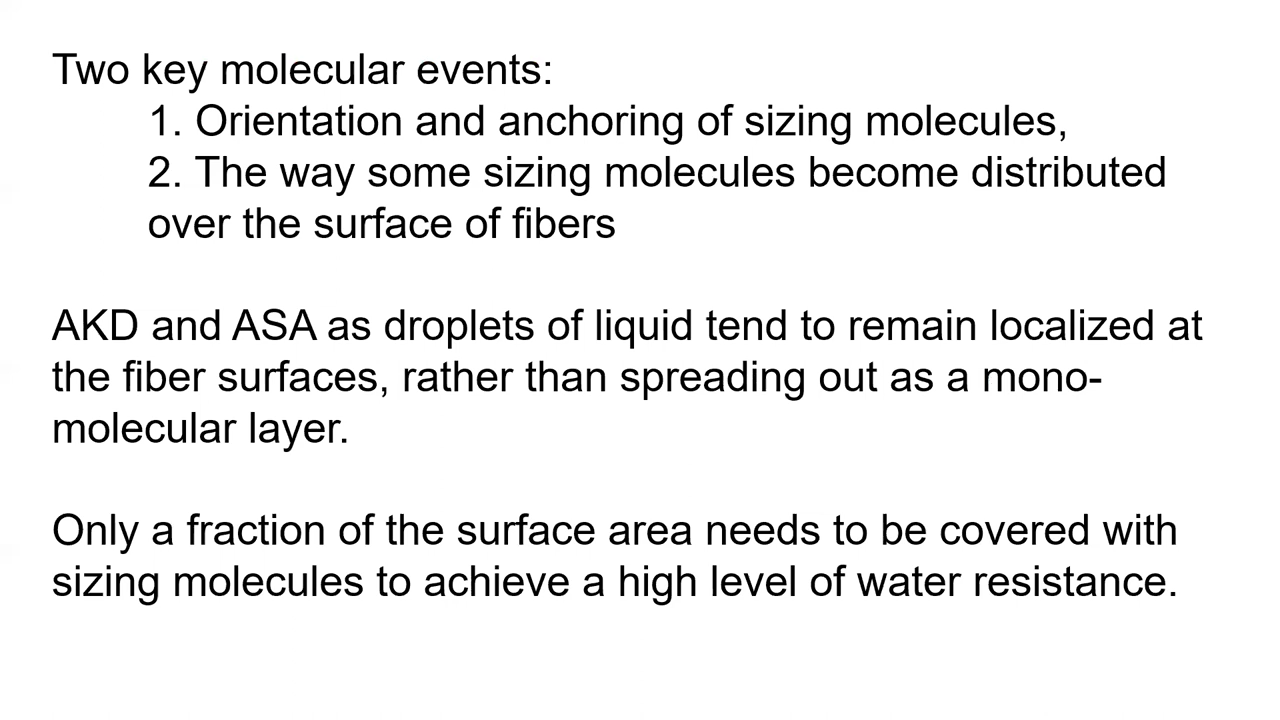 Two key molecular events:
1. Orientation and anchoring of sizing molecules,
2. The way some sizing molecules become distributed
over the surface of fibers
AKD and ASA as droplets of liquid tend to remain localized at
the fiber surfaces, rather than spreading out as a mono-
molecular layer.
Only a fraction of the surface area needs to be covered with
sizing molecules to achieve a high level of water resistance.